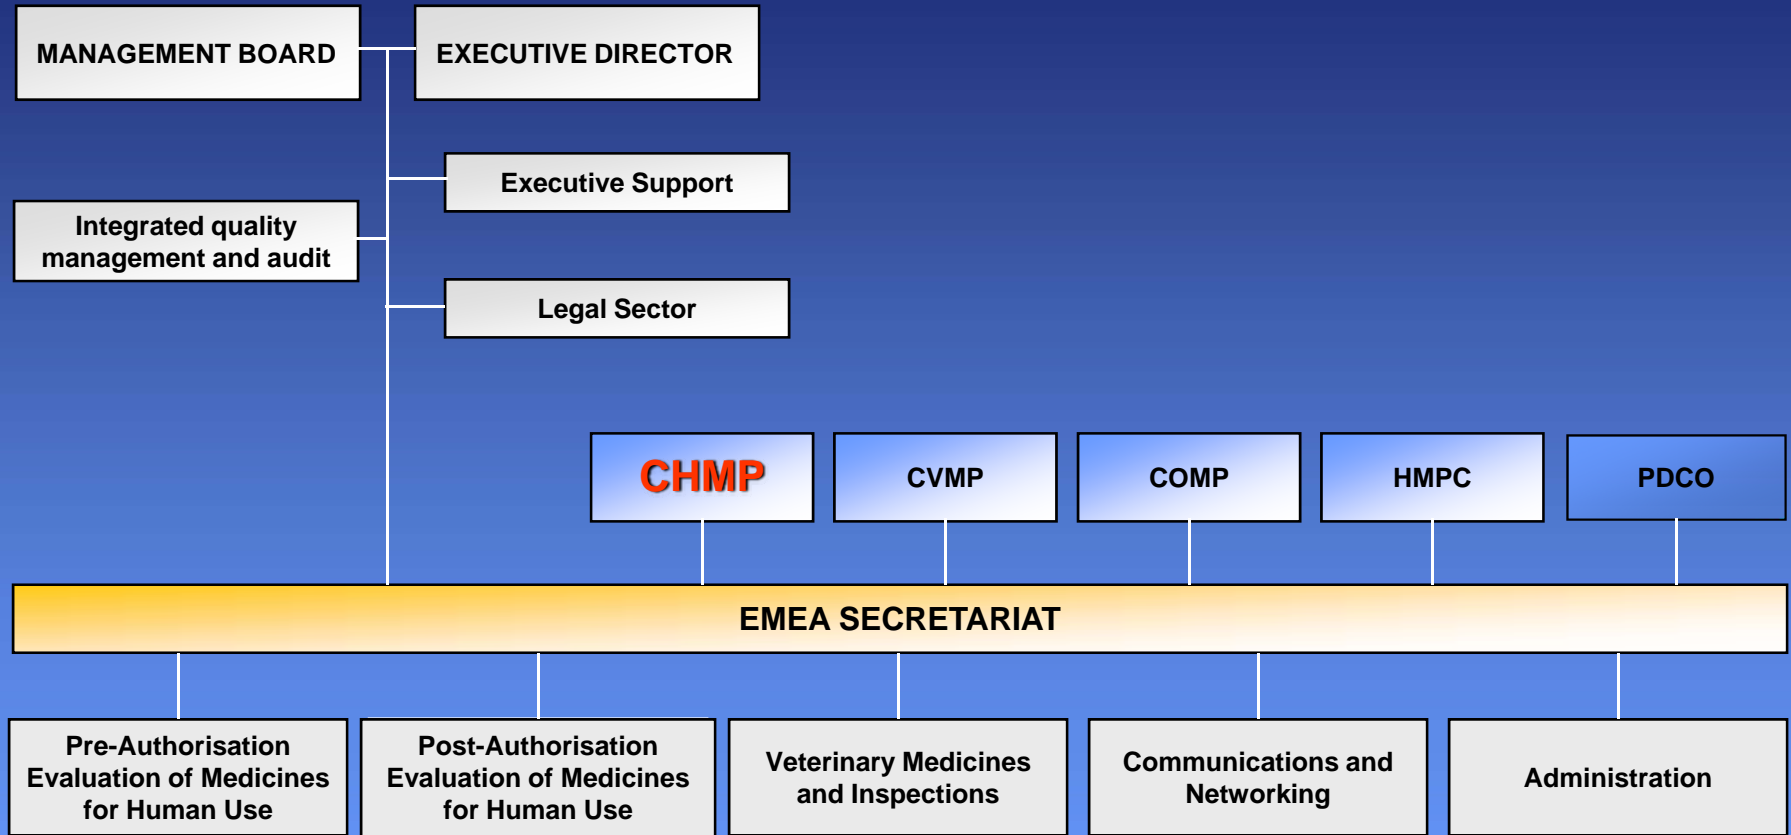 MANAGEMENT BOARD
EXECUTIVE DIRECTOR
Executive Support
Integrated quality
management and audit
Legal Sector
CHMP
CVMP
COMP
HMPC
PDCO
EMEA SECRETARIAT
Pre-Authorisation
Evaluation of Medicines
for Human Use
Post-Authorisation
Evaluation of Medicines
for Human Use
Veterinary Medicines
and Inspections
Communications and
Networking
Administration